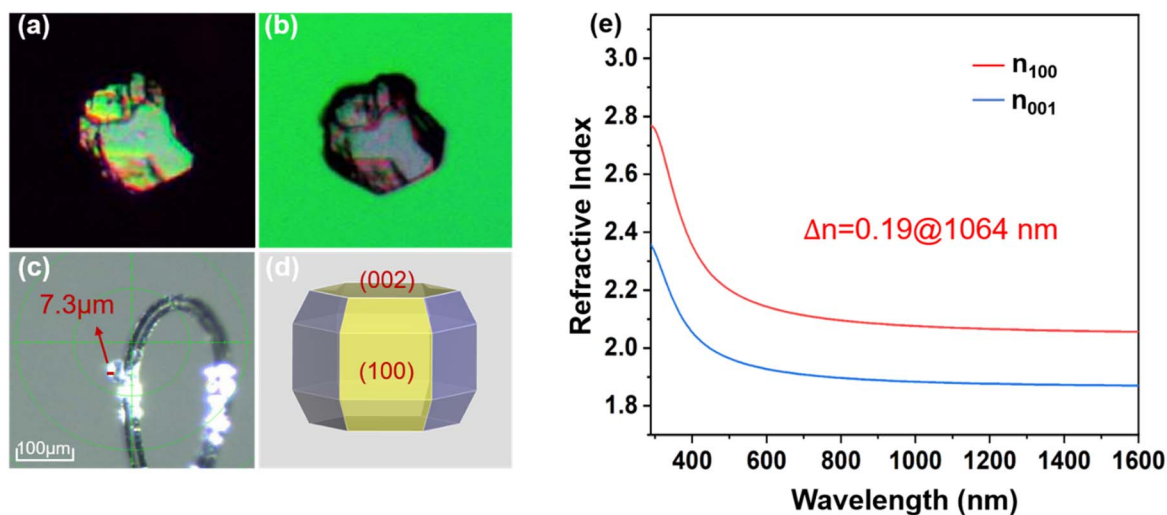 (a)
(b)
(c)
7.3μm
100μm
(d)
(002)
(100)
(e)
n100
n001
Δn=0.19@1064 nm
Refractive Index
3.0
2.8
2.6
2.4
2.2
2.0
1.8
400 600 800 1000 1200 1400 1600
Wavelength (nm)